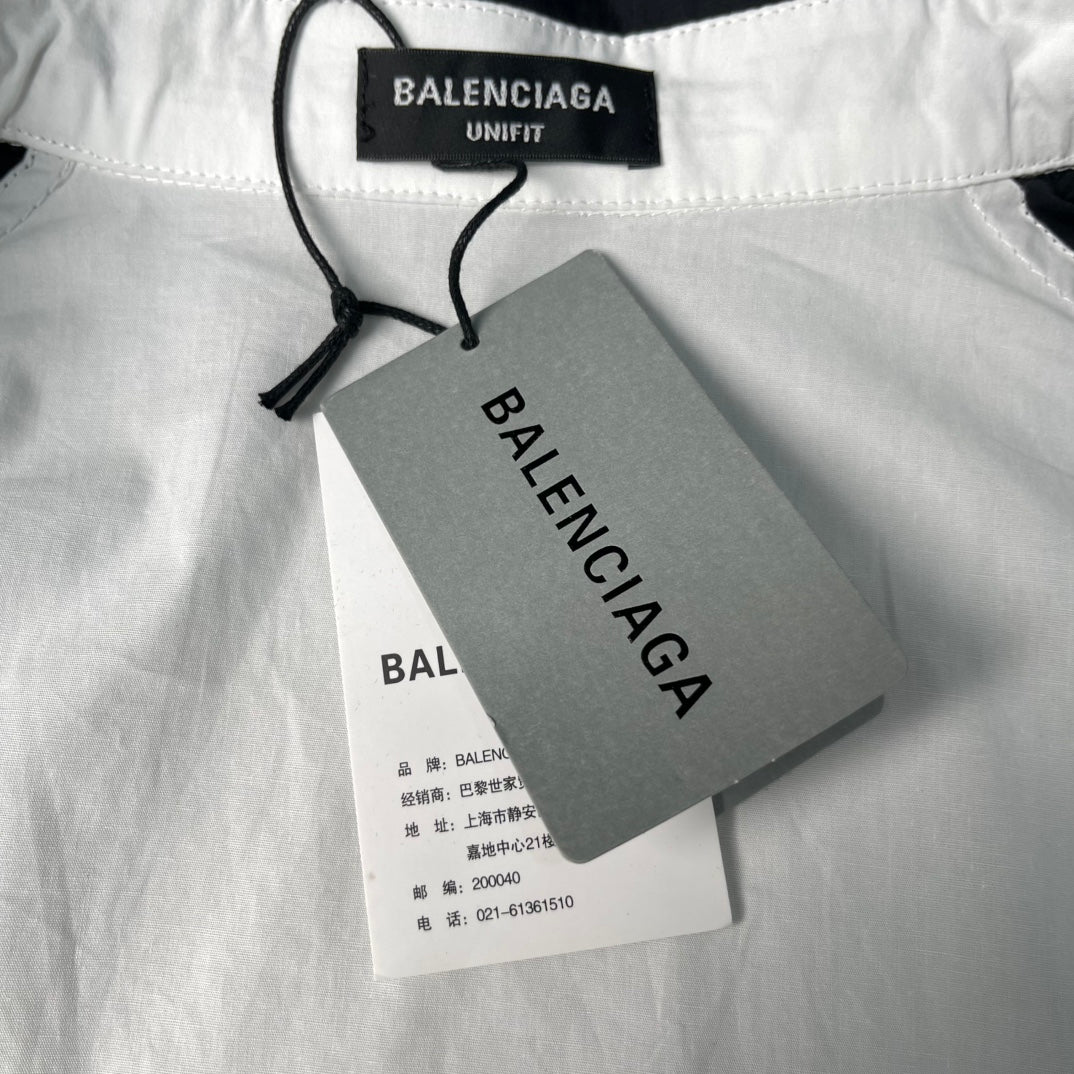 BALENCIAGA
UNIFIT
BALENCIAGA
BAL
品 牌：BALENC
经销商：巴黎世家
地 址：上海市静安
嘉地中心21楼
邮 编：200040
电 话：021-61361510